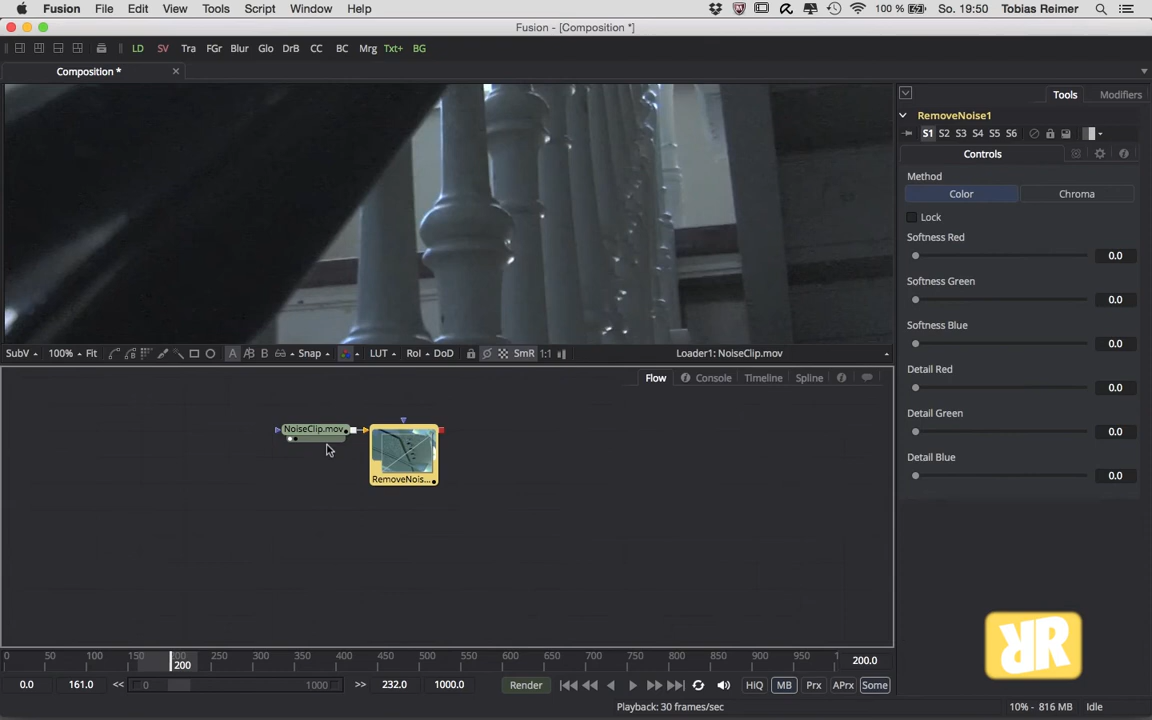 Fusion File Edit View Tools Script Window Help 100 % So. 19:50 Tobias Reimer
Fusion - [Composition *]
LD SV Tra FGr Blur Glo DrB CC BC Mrg Txt+ BG
Composition *
Tools Modifiers
RemoveNoise1
S1 S2 S3 S4 S5 S6
Controls
Method
Color Chroma
Lock
Softness Red
0.0
Softness Green
0.0
Softness Blue
0.0
Detail Red
0.0
Detail Green
0.0
Detail Blue
0.0
SubV 100% Fit A A/B B Snap LUT RoI DoD SmR 1:1 Loader1: NoiseClip.mov
Flow Console Timeline Spline
NoiseClip.mov
RemoveNois...
RR
0 50 100 150 200 250 300 350 400 450 500 550 600 650 700 750 800 850 900 950
200 200.0
0.0 161.0 << 0 1000 >> 232.0 1000.0 Render HiQ MB Prx APrx Some
Playback: 30 frames/sec 10% - 816 MB Idle